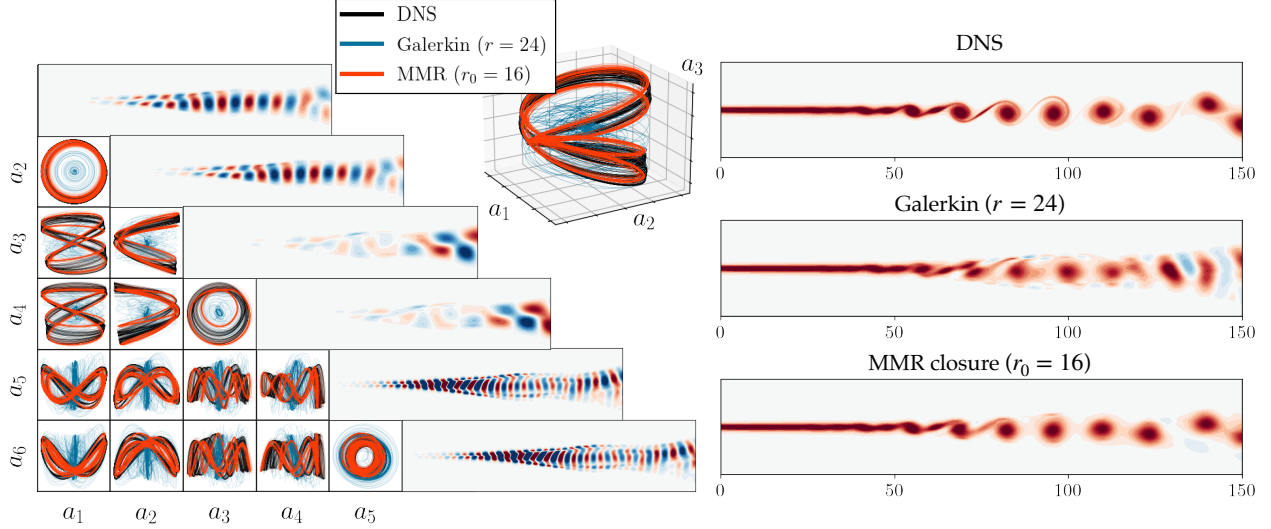 DNS
Galerkin (r = 24)
MMR (r₀ = 16)
a₃
a₁
a₂
a₂
a₃
a₄
a₅
a₆
a₁ a₂ a₃ a₄ a₅
DNS
0 50 100 150
Galerkin (r = 24)
0 50 100 150
MMR closure (r₀ = 16)
0 50 100 150